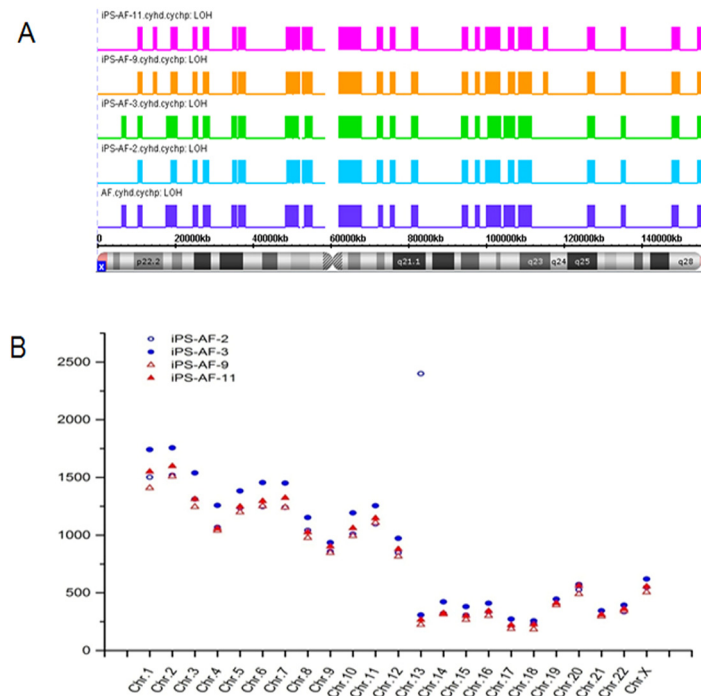 A
iPS-AF-11.cyhd.cychp: LOH
iPS-AF-9.cyhd.cychp: LOH
iPS-AF-3.cyhd.cychp: LOH
iPS-AF-2.cyhd.cychp: LOH
AF.cyhd.cychp: LOH
0 20000kb 40000kb 60000kb 80000kb 100000kb 120000kb 140000kb
X p22.2 q21.1 q23 q24 q25 q28
B
iPS-AF-2
iPS-AF-3
iPS-AF-9
iPS-AF-11
2500
2000
1500
1000
500
0
Chr.1 Chr.2 Chr.3 Chr.4 Chr.5 Chr.6 Chr.7 Chr.8 Chr.9 Chr.10 Chr.11 Chr.12 Chr.13 Chr.14 Chr.15 Chr.16 Chr.17 Chr.18 Chr.19 Chr.20 Chr.21 Chr.22 Chr.X